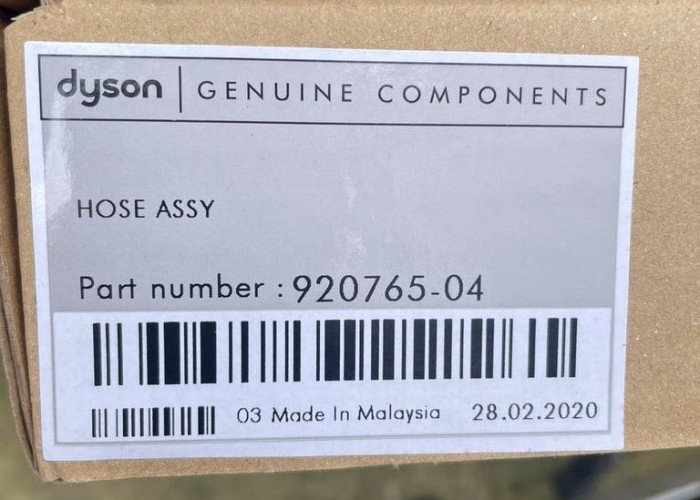 dyson | GENUINE COMPONENTS
HOSE ASSY
Part number : 920765-04
03 Made In Malaysia 28.02.2020